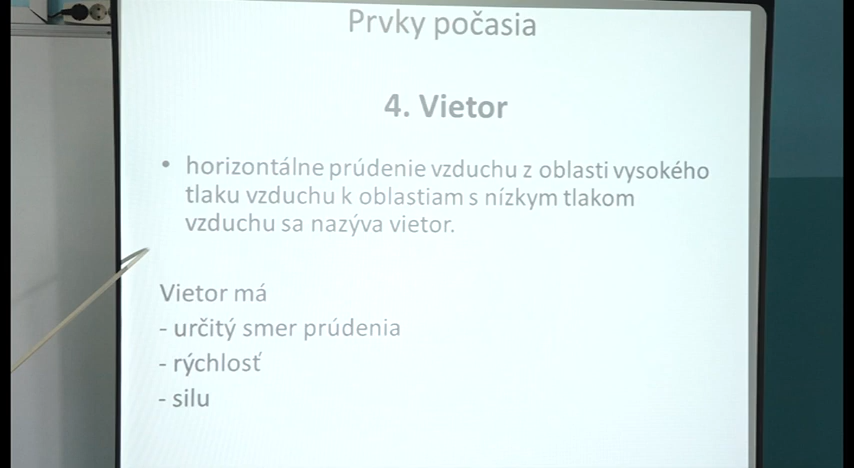 Prvky počasia
4. Vietor
• horizontálne prúdenie vzduchu z oblasti vysokého
tlaku vzduchu k oblastiam s nízkym tlakom
vzduchu sa nazýva vietor.
Vietor má
- určitý smer prúdenia
- rýchlosť
- silu